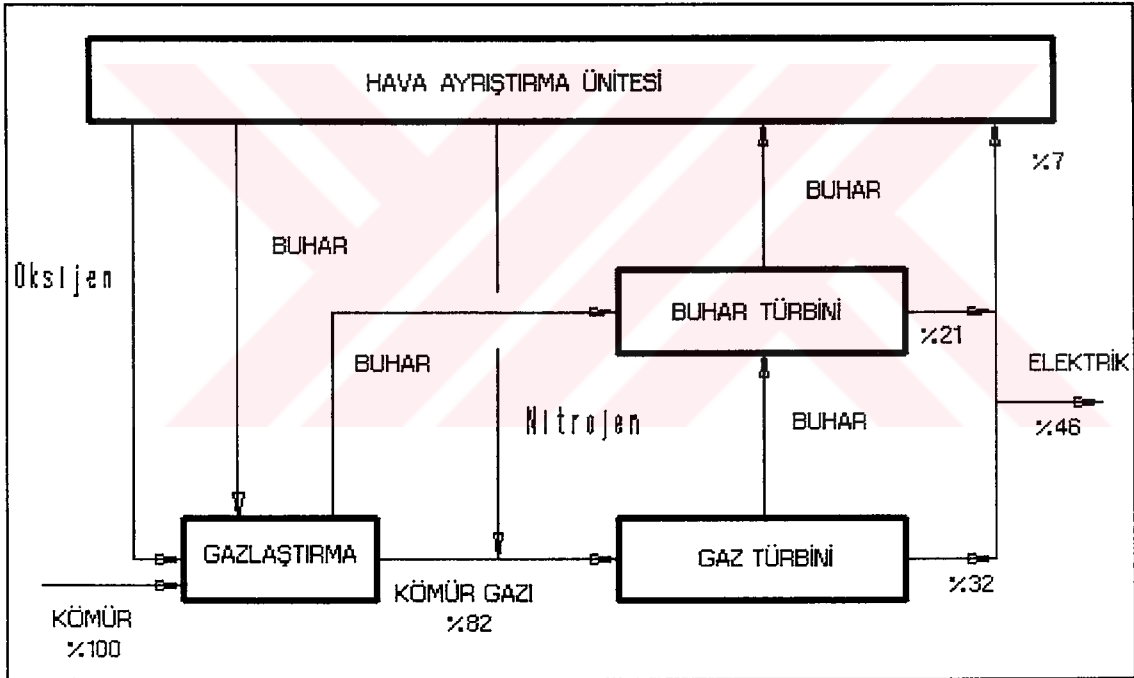 HAVA AYRIŞTIRMA ÜNİTESİ
%7
BUHAR
BUHAR
Oksijen
BUHAR TÜRBİNİ
%21
BUHAR
ELEKTRİK
%46
Nitrojen
BUHAR
GAZLAŞTIRMA
GAZ TÜRBİNİ
%32
KÖMÜR GAZI
%82
KÖMÜR
%100